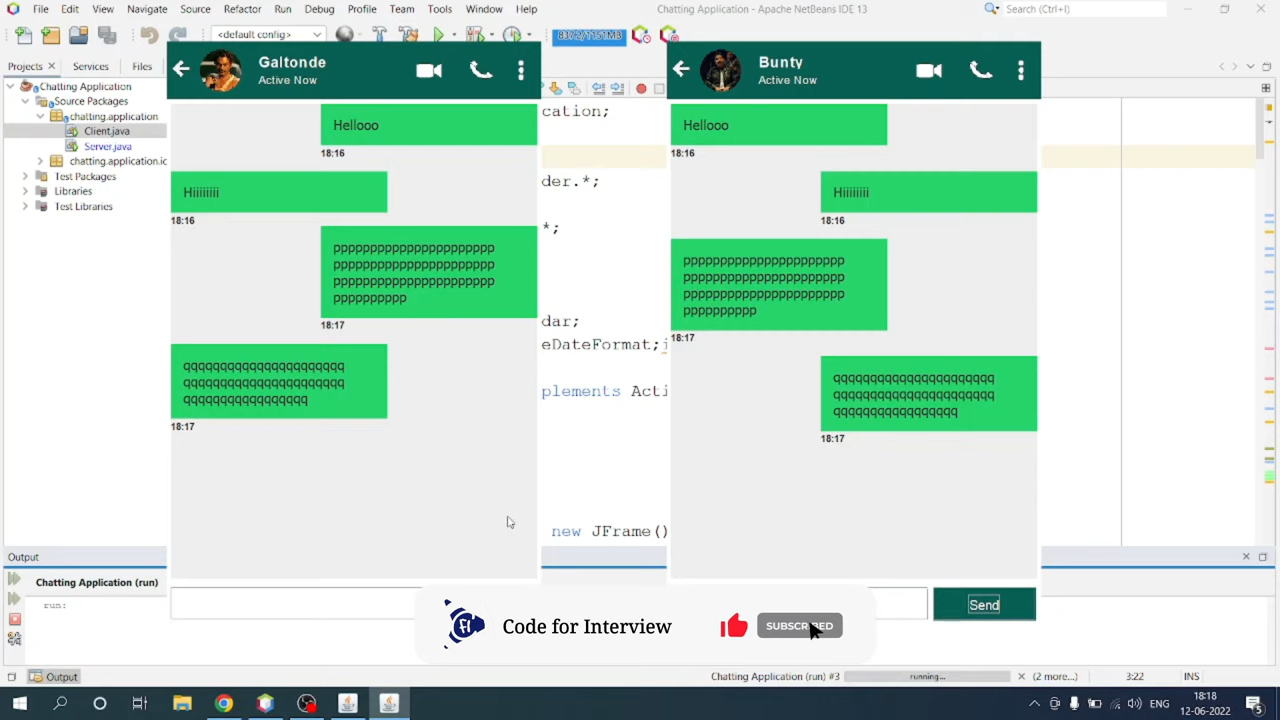 File Edit View Navigate Source Refactor Run Debug Profile Team Tools Window Help
Chatting Application - Apache NetBeans IDE 13
Search (Ctrl+I)
<default config>
Projects
Services
Files
Chatting Application
Source Packages
chatting.application
Client.java
Server.java
chatting.application.ic
Test Packages
Libraries
Test Libraries
Galtonde
Active Now
Hellooo
18:16
Hiiiiiiii
18:16
pppppppppppppppppppppp
pppppppppppppppppppppp
pppppppppppppppppppppp
pppppppppp
18:17
qqqqqqqqqqqqqqqqqqqqqq
qqqqqqqqqqqqqqqqqqqqqq
qqqqqqqqqqqqqqqqq
18:17
cation;
der.*;
*;
dar;
eDateFormat;i
plements Acti
new JFrame()
Bunty
Active Now
Hellooo
18:16
Hiiiiiiii
18:16
pppppppppppppppppppppp
pppppppppppppppppppppp
pppppppppppppppppppppp
pppppppppp
18:17
qqqqqqqqqqqqqqqqqqqqqq
qqqqqqqqqqqqqqqqqqqqqq
qqqqqqqqqqqqqqqqq
18:17
Send
Output
Chatting Application (run)
run:
Code for Interview
SUBSCRIBED
Output
Chatting Application (run) #3
running...
(2 more...)
3:22
INS
ENG
18:18
12-06-2022
5